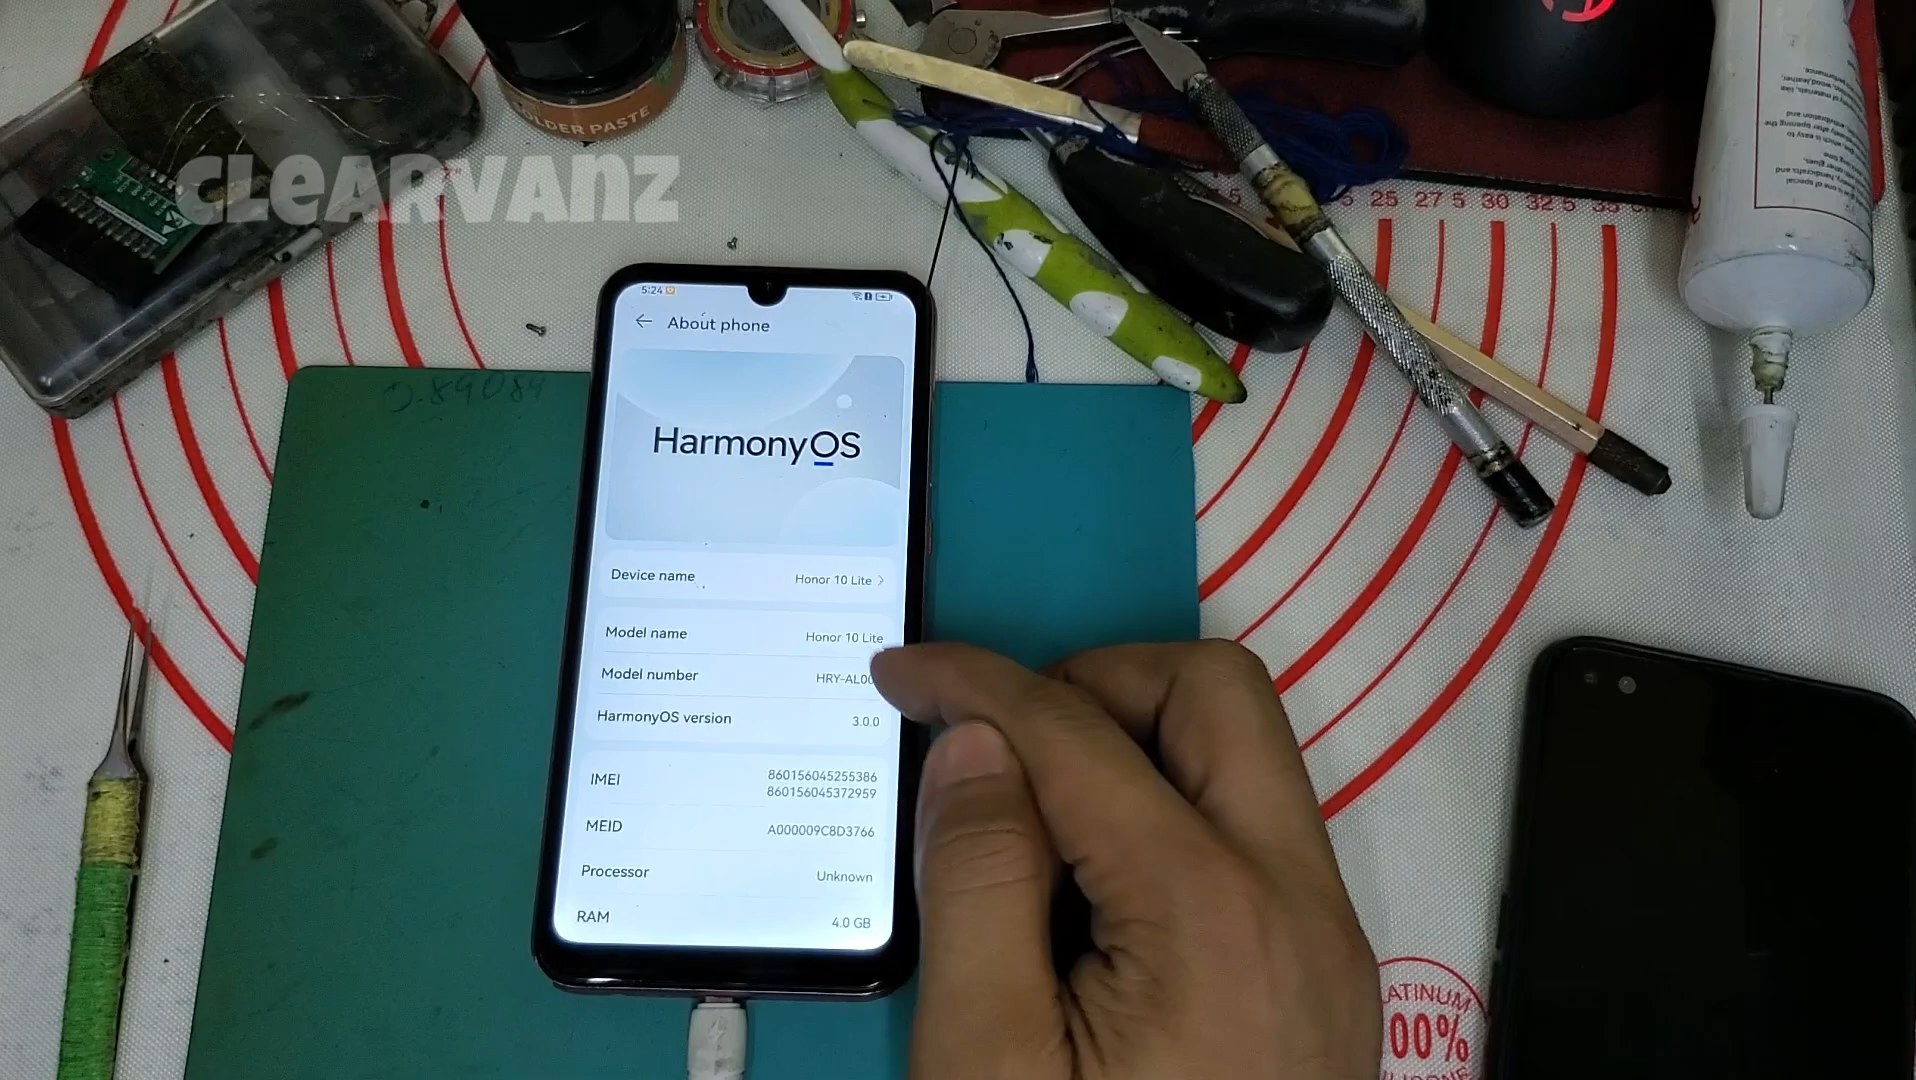 CLEARVANZ
SOLDER PASTE
5:24
About phone
HarmonyOS
Device name
Honor 10 Lite
Model name
Honor 10 Lite
Model number
HRY-AL00
HarmonyOS version
3.0.0
IMEI
860156045255386
860156045372959
MEID
A000009C8D3766
Processor
Unknown
RAM
4.0 GB
25 27 5 30 32 5 35
ATINUM
00%